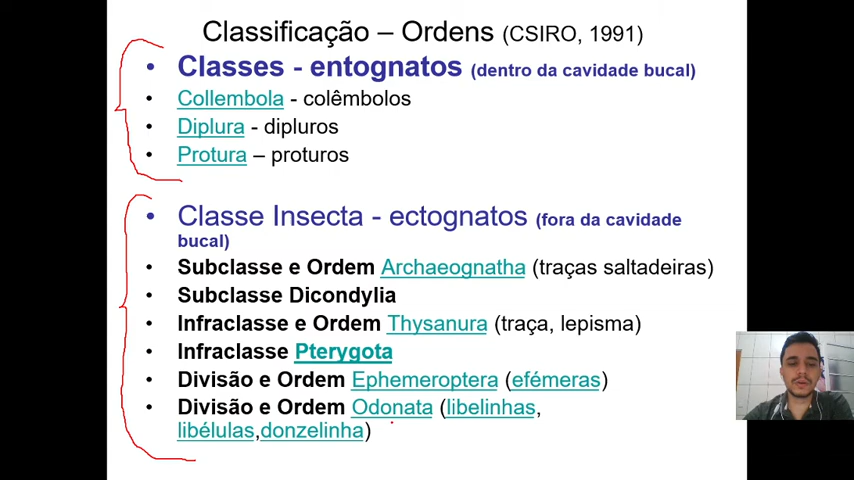 Classificação – Ordens (CSIRO, 1991)
• Classes - entognatos (dentro da cavidade bucal)
• Collembola - colêmbolos
• Diplura - dipluros
• Protura – proturos
• Classe Insecta - ectognatos (fora da cavidade
bucal)
• Subclasse e Ordem Archaeognatha (traças saltadeiras)
• Subclasse Dicondylia
• Infraclasse e Ordem Thysanura (traça, lepisma)
• Infraclasse Pterygota
• Divisão e Ordem Ephemeroptera (efémeras)
• Divisão e Ordem Odonata (libelinhas,
libélulas,donzelinha)